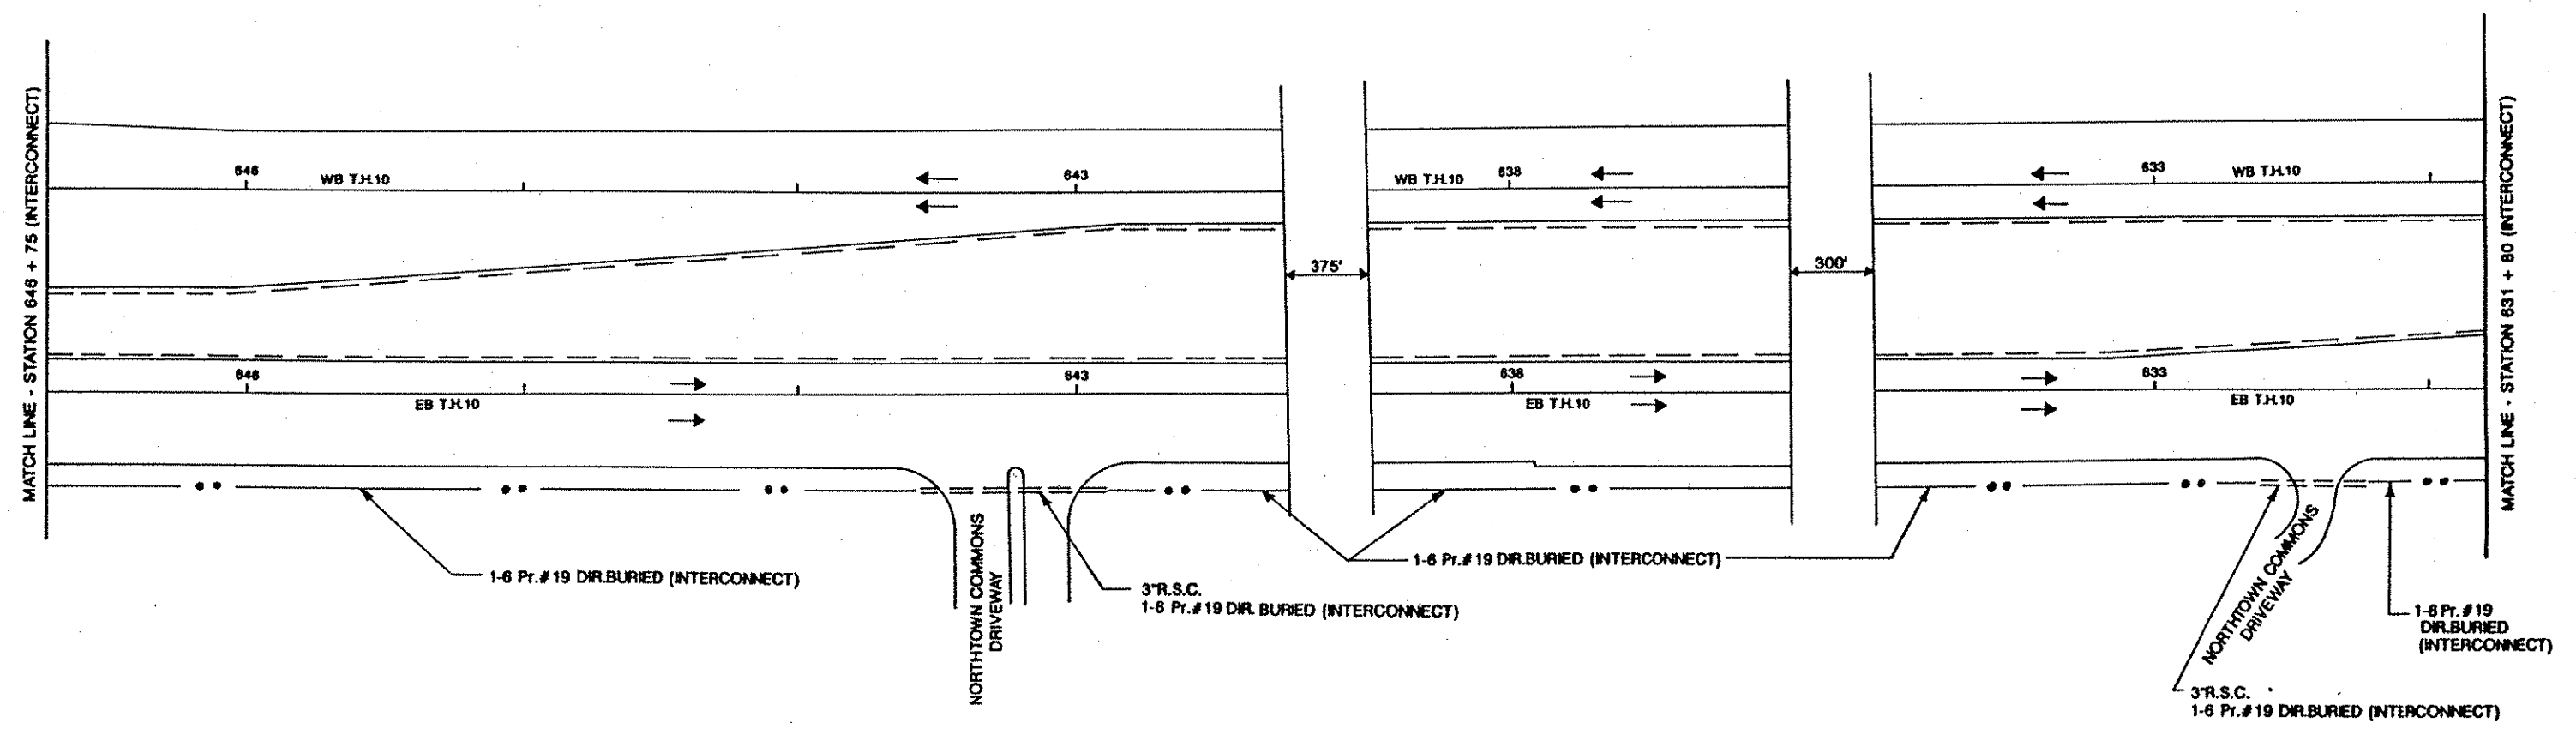 MATCH LINE - STATION 646 + 75 (INTERCONNECT)
646
WB T.H.10
643
WB T.H.10
638
633
WB T.H.10
375'
300'
646
EB T.H.10
643
638
EB T.H.10
633
EB T.H.10
1-6 Pr.#19 DIR.BURIED (INTERCONNECT)
NORTHTOWN COMMONS
DRIVEWAY
3"R.S.C.
1-6 Pr.#19 DIR. BURIED (INTERCONNECT)
1-6 Pr.#19 DIR.BURIED (INTERCONNECT)
NORTHTOWN COMMONS
DRIVEWAY
3"R.S.C.
1-6 Pr.#19 DIR.BURIED (INTERCONNECT)
1-6 Pr.#19
DIR.BURIED
(INTERCONNECT)
MATCH LINE - STATION 631 + 80 (INTERCONNECT)